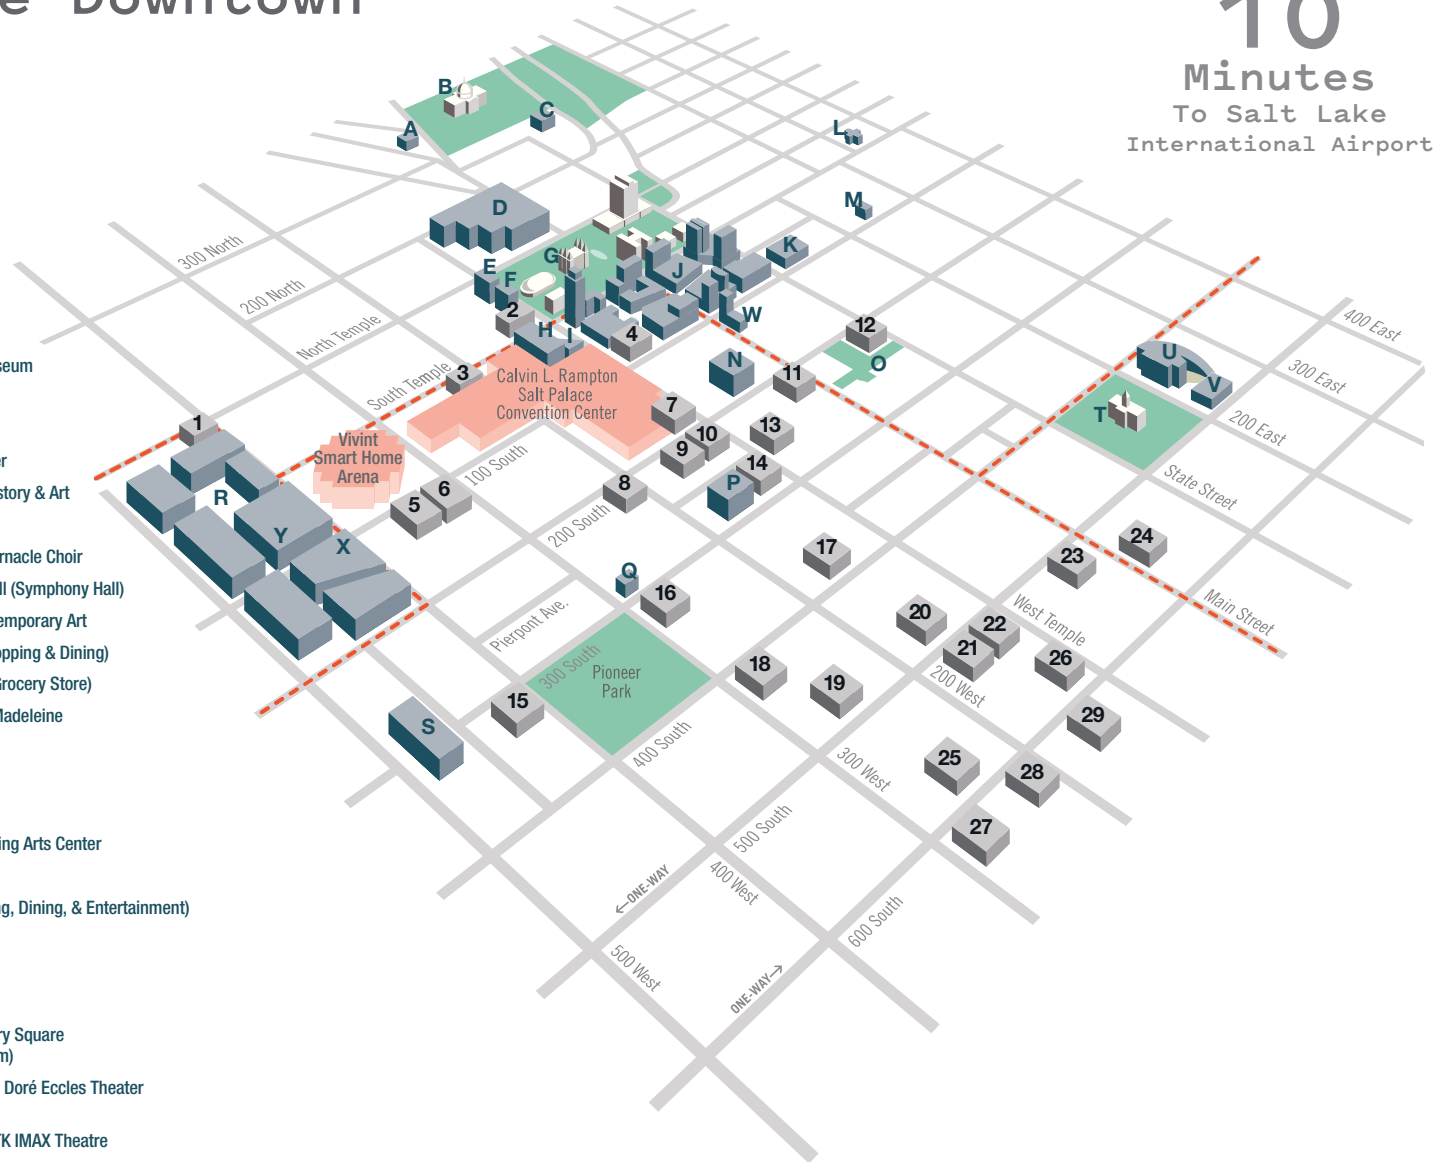 e Downtown
10
Minutes
To Salt Lake
International Airport
B
C
A
L
M
D
300 North
G
K
E
F
J
200 North
2
H
I
4
W
12
400 East
North Temple
South Temple
3
Calvin L. Rampton
Salt Palace
Convention Center
N
O
11
U
V
300 East
seum
1
Vivint
Smart Home
Arena
7
10
13
T
200 East
er
100 South
9
14
story & Art
R
5
6
8
P
State Street
200 South
Y
X
17
24
rnacle Choir
23
ll (Symphony Hall)
Q
16
Pierpont Ave.
20
West Temple
Main Street
temporary Art
22
opping & Dining)
300 South
Pioneer
Park
18
21
26
Grocery Store)
19
200 West
Madeleine
15
S
400 South
29
300 West
25
28
500 South
27
ing Arts Center
←ONE-WAY
400 West
g, Dining, & Entertainment)
600 South
500 West
ONE-WAY→
ry Square
m)
Doré Eccles Theater
TK IMAX Theatre